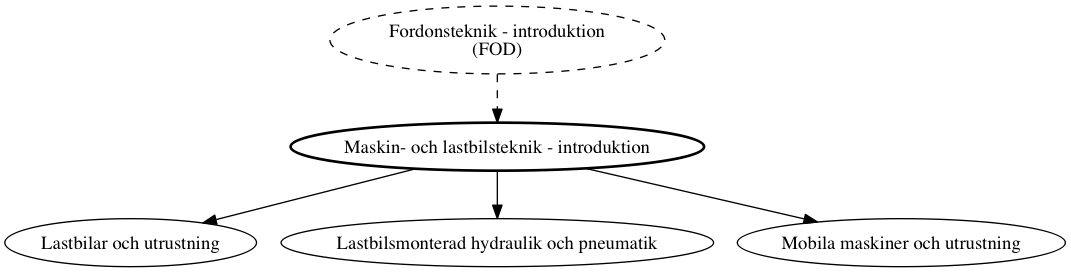 Fordonsteknik - introduktion
(FOD)
Maskin- och lastbilsteknik - introduktion
Lastbilar och utrustning
Lastbilsmonterad hydraulik och pneumatik
Mobila maskiner och utrustning